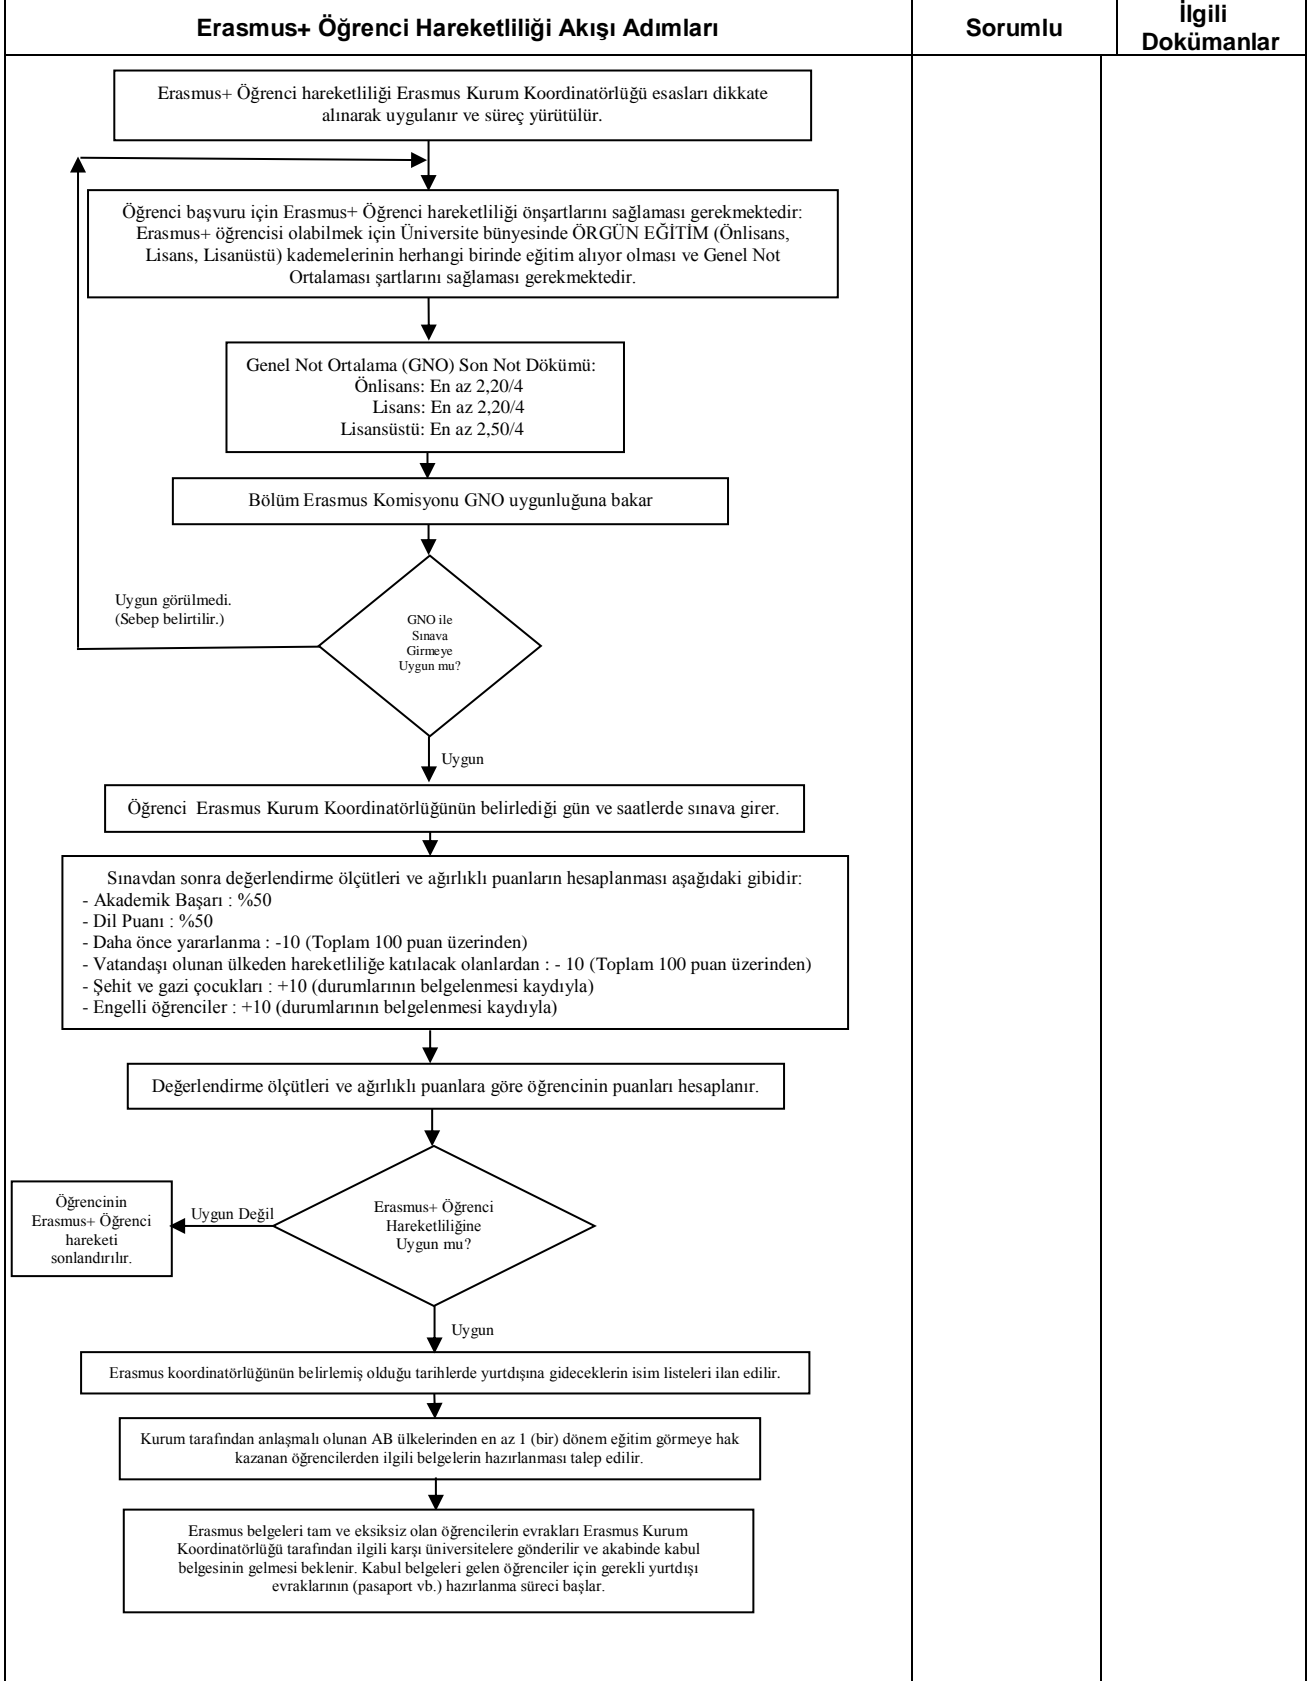 Erasmus+ Öğrenci Hareketliliği Akışı Adımları
Sorumlu
İlgili
Dokümanlar
Erasmus+ Öğrenci hareketliliği Erasmus Kurum Koordinatörlüğü esasları dikkate
alınarak uygulanır ve süreç yürütülür.
Öğrenci başvuru için Erasmus+ Öğrenci hareketliliği önşartlarını sağlaması gerekmektedir:
Erasmus+ öğrencisi olabilmek için Üniversite bünyesinde ÖRGÜN EĞİTİM (Önlisans,
Lisans, Lisanüstü) kademelerinin herhangi birinde eğitim alıyor olması ve Genel Not
Ortalaması şartlarını sağlaması gerekmektedir.
Genel Not Ortalama (GNO) Son Not Dökümü:
Önlisans: En az 2,20/4
Lisans: En az 2,20/4
Lisansüstü: En az 2,50/4
Bölüm Erasmus Komisyonu GNO uygunluğuna bakar
Uygun görülmedi.
(Sebep belirtilir.)
GNO ile
Sınava
Girmeye
Uygun mu?
Uygun
Öğrenci  Erasmus Kurum Koordinatörlüğünün belirlediği gün ve saatlerde sınava girer.
Sınavdan sonra değerlendirme ölçütleri ve ağırlıklı puanların hesaplanması aşağıdaki gibidir:
- Akademik Başarı : %50
- Dil Puanı : %50
- Daha önce yararlanma : -10 (Toplam 100 puan üzerinden)
- Vatandaşı olunan ülkeden hareketliliğe katılacak olanlardan : - 10 (Toplam 100 puan üzerinden)
- Şehit ve gazi çocukları : +10 (durumlarının belgelenmesi kaydıyla)
- Engelli öğrenciler : +10 (durumlarının belgelenmesi kaydıyla)
Değerlendirme ölçütleri ve ağırlıklı puanlara göre öğrencinin puanları hesaplanır.
Öğrencinin
Erasmus+ Öğrenci
hareketi
sonlandırılır.
Uygun Değil
Erasmus+ Öğrenci
Hareketliliğine
Uygun mu?
Uygun
Erasmus koordinatörlüğünün belirlemiş olduğu tarihlerde yurtdışına gideceklerin isim listeleri ilan edilir.
Kurum tarafından anlaşmalı olunan AB ülkelerinden en az 1 (bir) dönem eğitim görmeye hak
kazanan öğrencilerden ilgili belgelerin hazırlanması talep edilir.
Erasmus belgeleri tam ve eksiksiz olan öğrencilerin evrakları Erasmus Kurum
Koordinatörlüğü tarafından ilgili karşı üniversitelere gönderilir ve akabinde kabul
belgesinin gelmesi beklenir. Kabul belgeleri gelen öğrenciler için gerekli yurtdışı
evraklarının (pasaport vb.) hazırlanma süreci başlar.